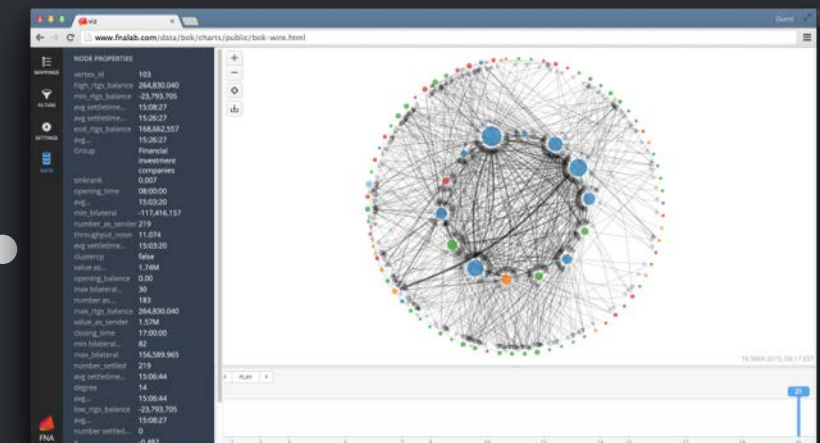 viz
Guest
www.fnalab.com/data/bok/charts/public/bok-wire.html
MAPPINGS
FILTERS
SETTINGS
DATA
FNA
NODE PROPERTIES
vertex_id 103
high_rtgs_balance 264,830.040
min_rtgs_balance -23,793.705
avg settletime... 15:08:27
avg settletime... 15:26:27
eod_rtgs_balance 168,662.557
avg... 15:26:27
Group Financial
Investment
companies
sinkrank 0.007
opening_time 08:00:00
avg... 15:03:20
min_bilateral -117,416.157
number_as_sender 219
throughput_noon 11.074
avg settletime... 15:03:20
clustercp false
value as... 1.74M
opening_balance 0.00
max bilateral... 30
number as... 183
max_rtgs_balance 264,830.040
value_as_sender 1.57M
closing_time 17:00:00
min bilateral... 82
max_bilateral 156,589.965
number_settled 219
avg settletime... 15:06:44
degree 14
avg... 15:06:44
low_rtgs_balance -23,793.705
avg... 15:08:27
number settled... 0
-0.482
PLAY
21